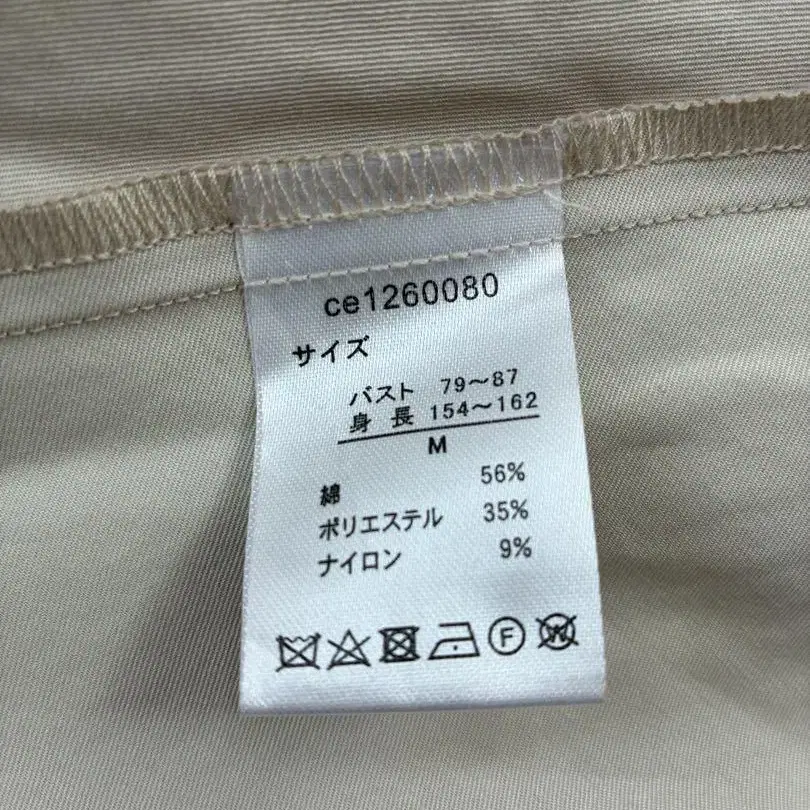 ce1260080
サイズ
バスト 79～87
身長 154～162
M
綿 56%
ポリエステル 35%
ナイロン 9%
F W